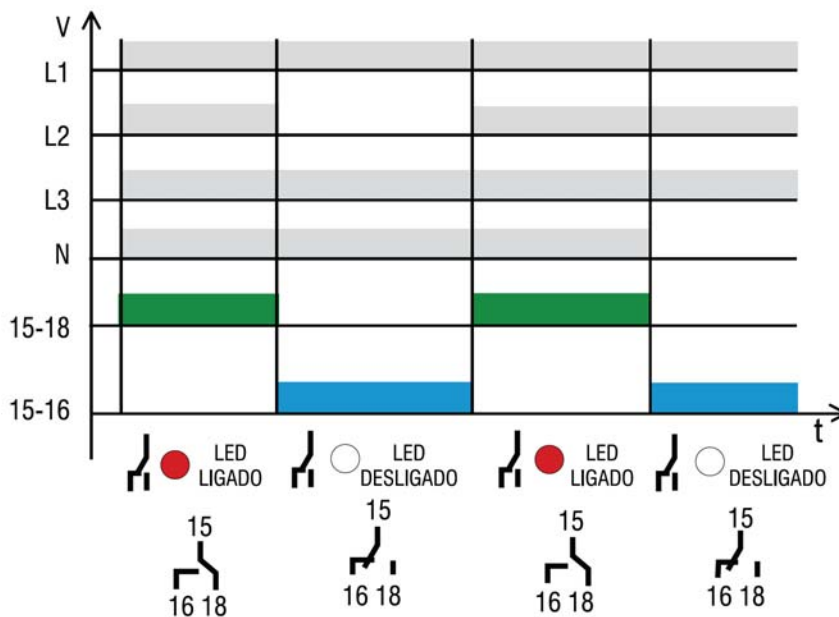 V
L1
L2
L3
N
15-18
15-16
t
LED LED LED LED
LIGADO DESLIGADO LIGADO DESLIGADO
15 15 15 15
16 18 16 18 16 18 16 18